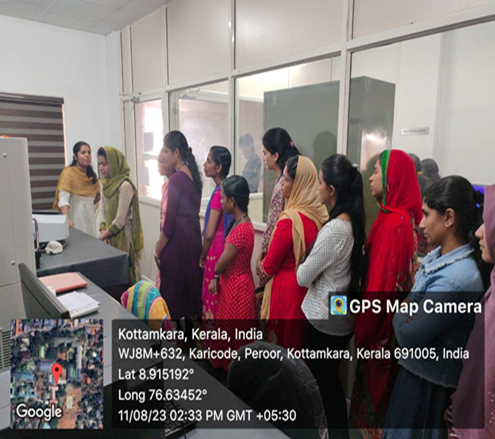 GPS Map Camera
Kottamkara, Kerala, India
WJ8M+632, Karicode, Peroor, Kottamkara, Kerala 691005, India
Lat 8.915192°
Long 76.63452°
11/08/23 02:33 PM GMT +05:30
Google